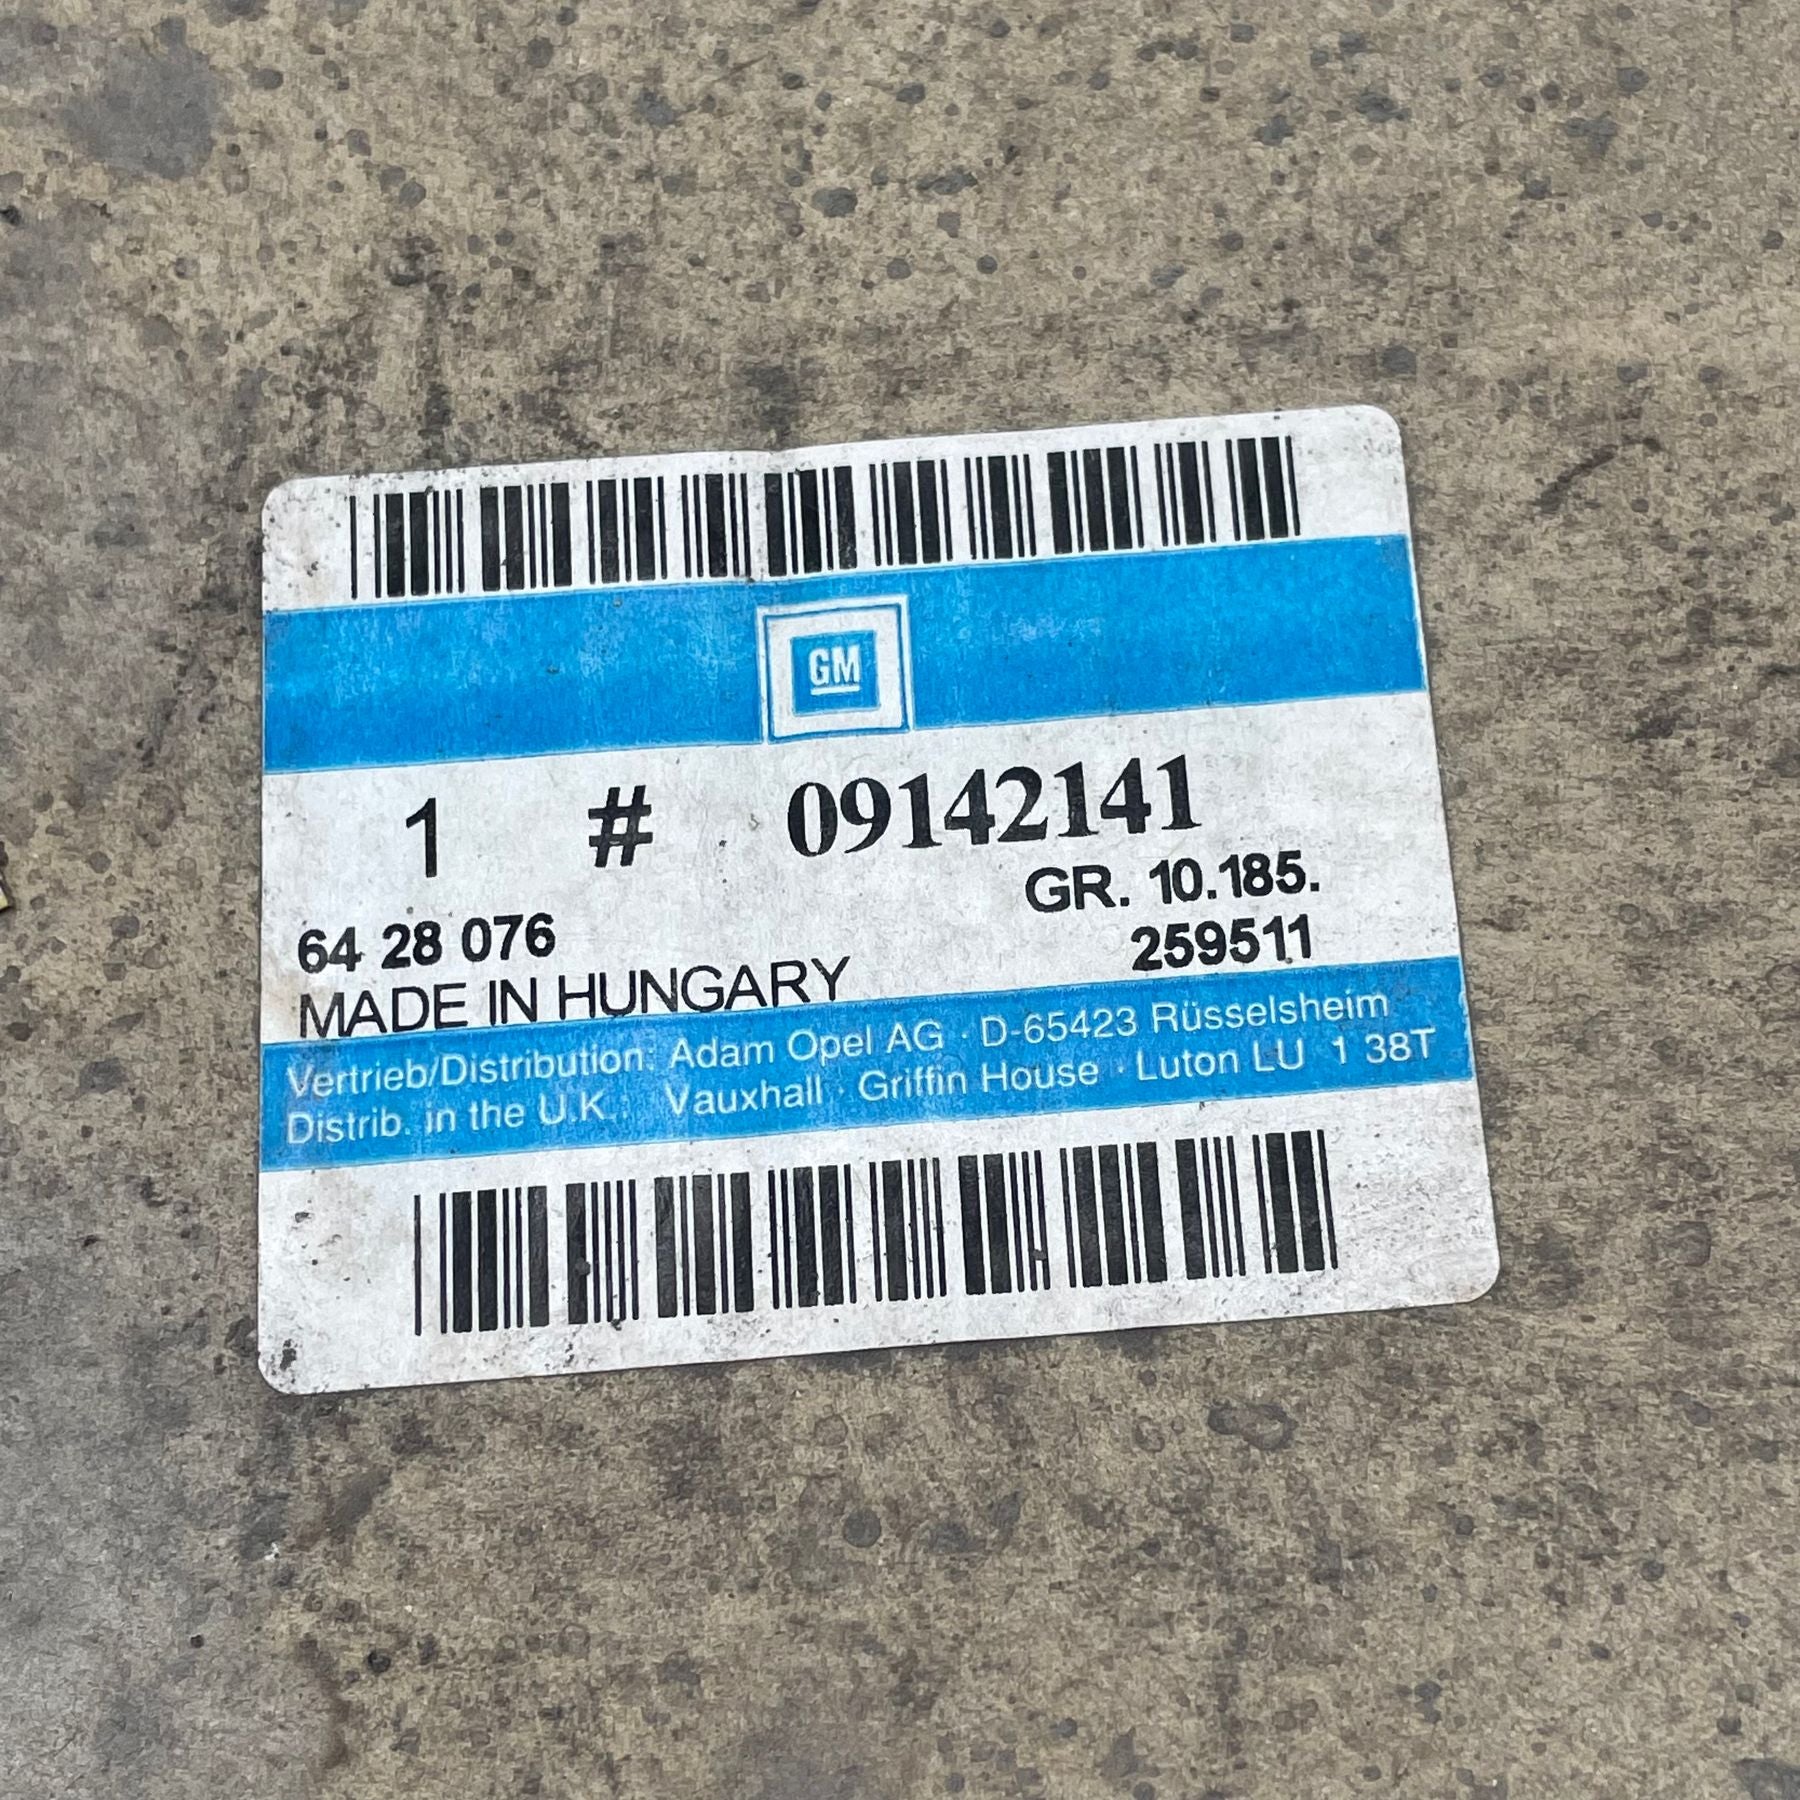 GM
1 # 09142141
GR. 10.185.
64 28 076 259511
MADE IN HUNGARY
Vertrieb/Distribution: Adam Opel AG · D-65423 Rüsselsheim
Distrib. in the U.K.: Vauxhall · Griffin House · Luton LU 1 38T